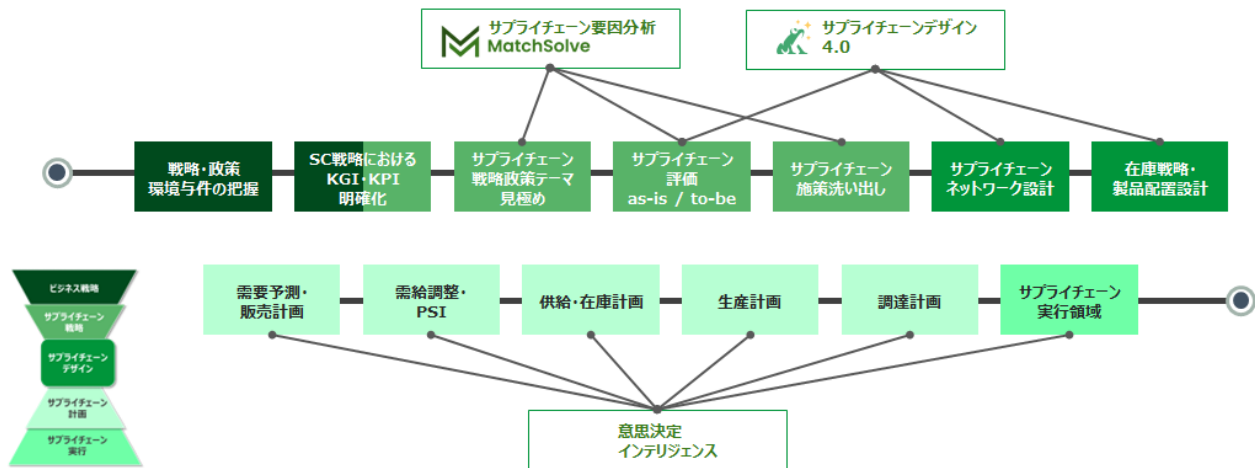 サプライチェーン要因分析
MatchSolve
サプライチェーンデザイン
4.0
戦略・政策
環境与件の把握
SC戦略における
KGI・KPI
明確化
サプライチェーン
戦略政策テーマ
見極め
サプライチェーン
評価
as-is / to-be
サプライチェーン
施策洗い出し
サプライチェーン
ネットワーク設計
在庫戦略・
製品配置設計
ビジネス戦略
サプライチェーン
戦略
サプライチェーン
デザイン
サプライチェーン
計画
サプライチェーン
実行
需要予測・
販売計画
需給調整・
PSI
供給・在庫計画
生産計画
調達計画
サプライチェーン
実行領域
意思決定
インテリジェンス